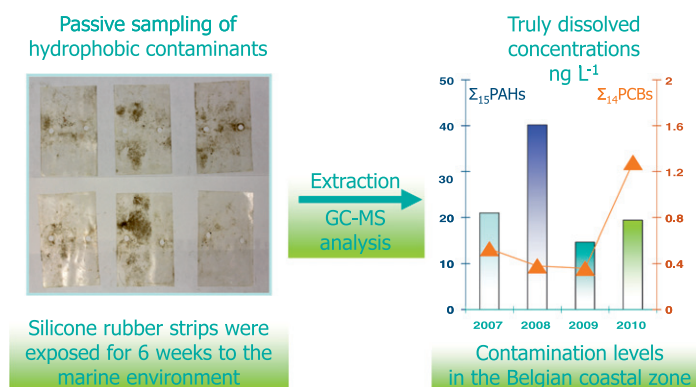 Passive sampling of
hydrophobic contaminants
Silicone rubber strips were
exposed for 6 weeks to the
marine environment
Extraction
GC-MS
analysis
Truly dissolved
concentrations
ng L⁻¹
Σ₁₅PAHs
Σ₁₄PCBs
50
40
30
20
10
0
2
1.6
1.2
0.8
0.4
0
2007 2008 2009 2010
Contamination levels
in the Belgian coastal zone